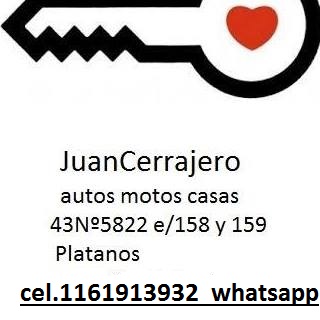 JuanCerrajero
autos motos casas
43Nº5822 e/158 y 159
Platanos
cel.1161913932 whatsapp